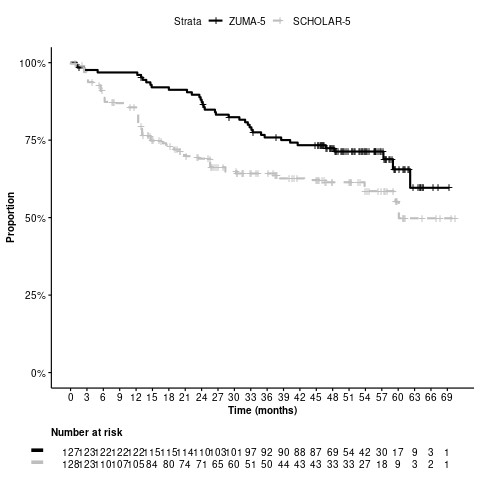 Strata ZUMA-5 SCHOLAR-5
100%
75%
50%
25%
0%
Proportion
0 3 6 9 12 15 18 21 24 27 30 33 36 39 42 45 48 51 54 57 60 63 66 69
Time (months)
Number at risk
127 123 122 122 122 115 115 114 110 103 101 97 92 90 88 87 69 54 42 30 17 9 3 1
128 123 110 107 105 84 80 74 71 65 60 51 50 44 43 43 33 33 27 18 9 3 2 1